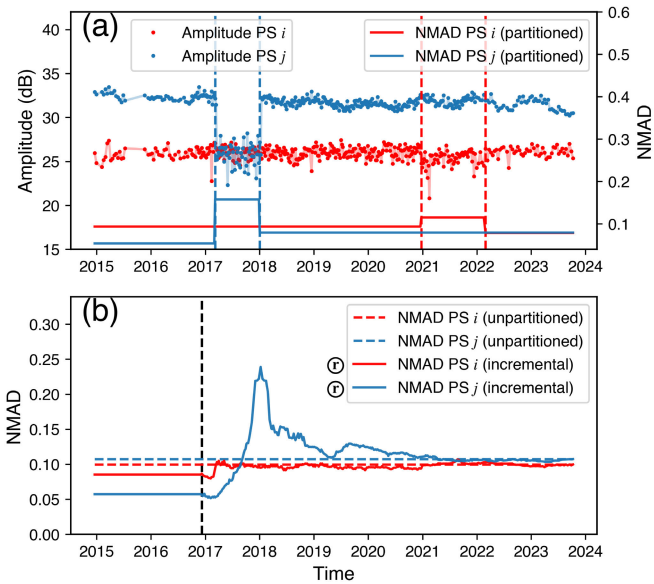 (a)
Amplitude PS i
Amplitude PS j
NMAD PS i (partitioned)
NMAD PS j (partitioned)
Amplitude (dB)
40
35
30
25
20
15
NMAD
0.6
0.5
0.4
0.3
0.2
0.1
2015 2016 2017 2018 2019 2020 2021 2022 2023 2024
(b)
NMAD PS i (unpartitioned)
NMAD PS j (unpartitioned)
r NMAD PS i (incremental)
r NMAD PS j (incremental)
NMAD
0.30
0.25
0.20
0.15
0.10
0.05
0.00
2015 2016 2017 2018 2019 2020 2021 2022 2023 2024
Time